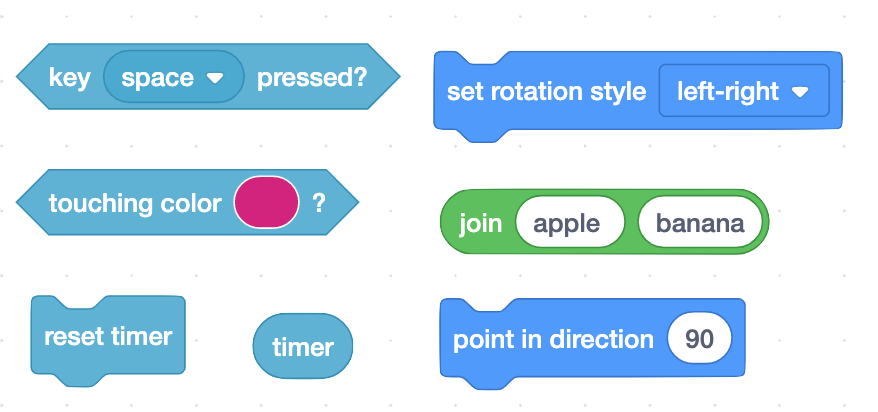 key space pressed?
set rotation style left-right
touching color ?
join apple banana
reset timer
timer
point in direction 90